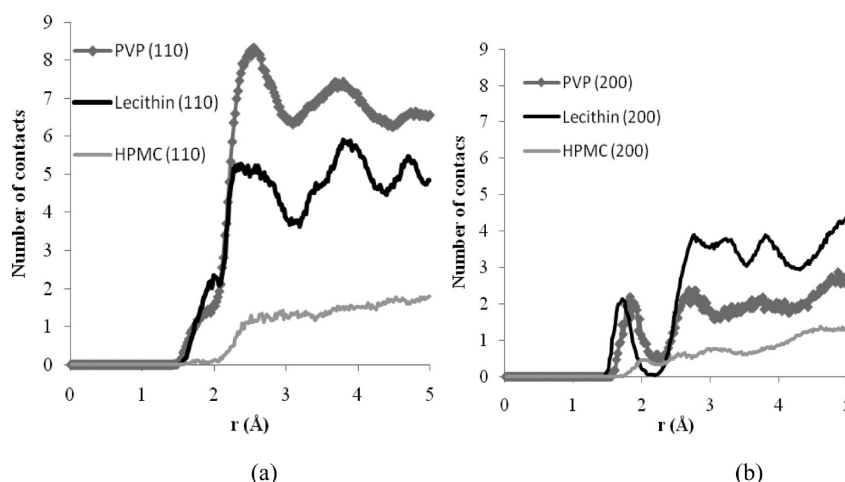 9
8
7
6
5
4
3
2
1
0
Number of contacts
PVP (110)
Lecithin (110)
HPMC (110)
0 1 2 3 4 5
r (Å)
(a)
9
8
7
6
5
4
3
2
1
0
Number of contacs
PVP (200)
Lecithin (200)
HPMC (200)
0 1 2 3 4 5
r (Å)
(b)